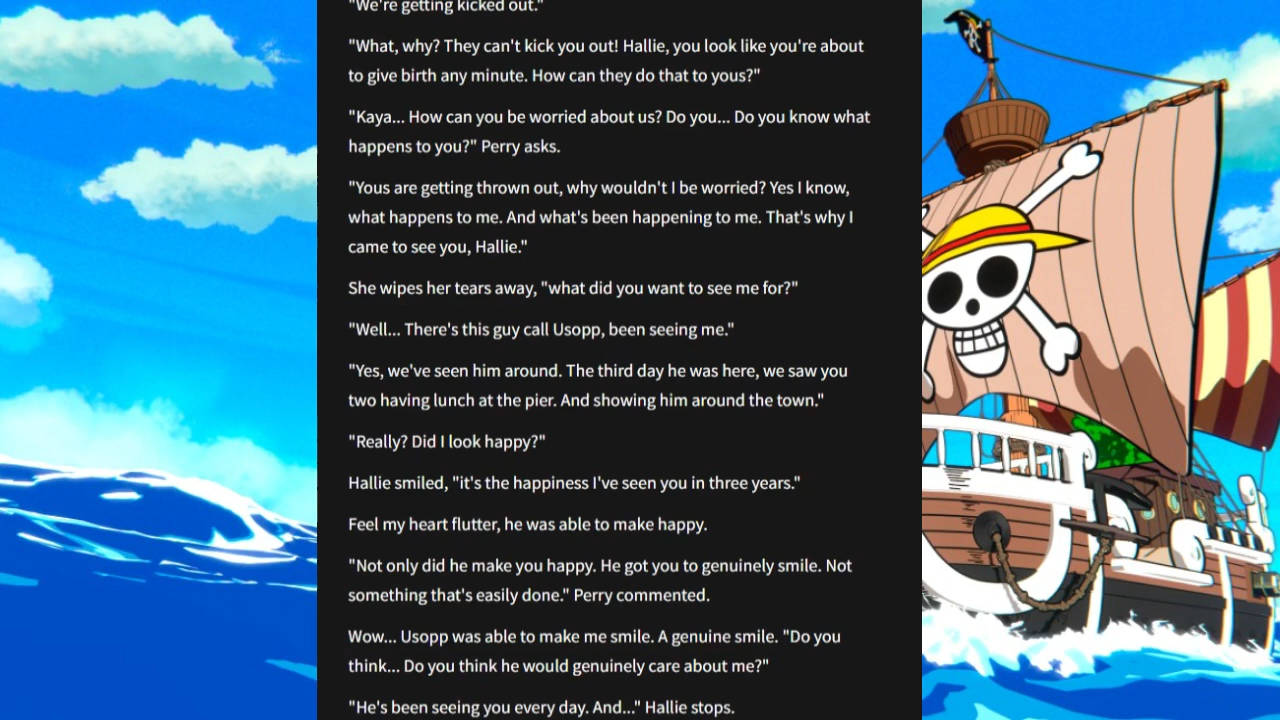 "We're getting kicked out."
"What, why? They can't kick you out! Hallie, you look like you're about
to give birth any minute. How can they do that to yous?"
"Kaya... How can you be worried about us? Do you... Do you know what
happens to you?" Perry asks.
"Yous are getting thrown out, why wouldn't I be worried? Yes I know,
what happens to me. And what's been happening to me. That's why I
came to see you, Hallie."
She wipes her tears away, "what did you want to see me for?"
"Well... There's this guy call Usopp, been seeing me."
"Yes, we've seen him around. The third day he was here, we saw you
two having lunch at the pier. And showing him around the town."
"Really? Did I look happy?"
Hallie smiled, "it's the happiness I've seen you in three years."
Feel my heart flutter, he was able to make happy.
"Not only did he make you happy. He got you to genuinely smile. Not
something that's easily done." Perry commented.
Wow... Usopp was able to make me smile. A genuine smile. "Do you
think... Do you think he would genuinely care about me?"
"He's been seeing you every day. And..." Hallie stops.